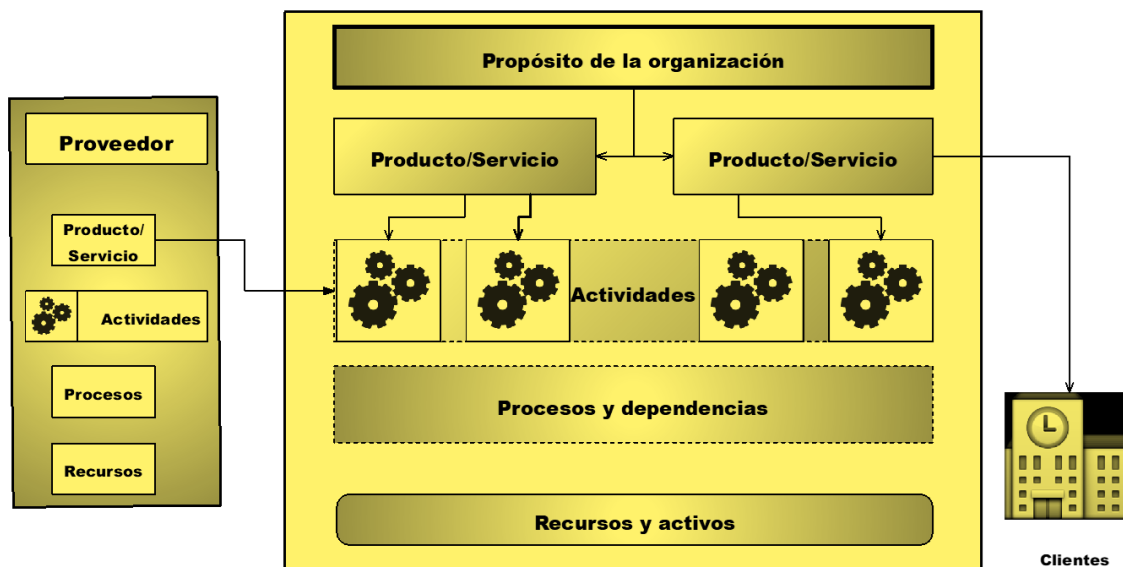 Propósito de la organización
Proveedor
Producto/Servicio
Producto/Servicio
Producto/
Servicio
Actividades
Actividades
Procesos
Procesos y dependencias
Recursos
Recursos y activos
Clientes